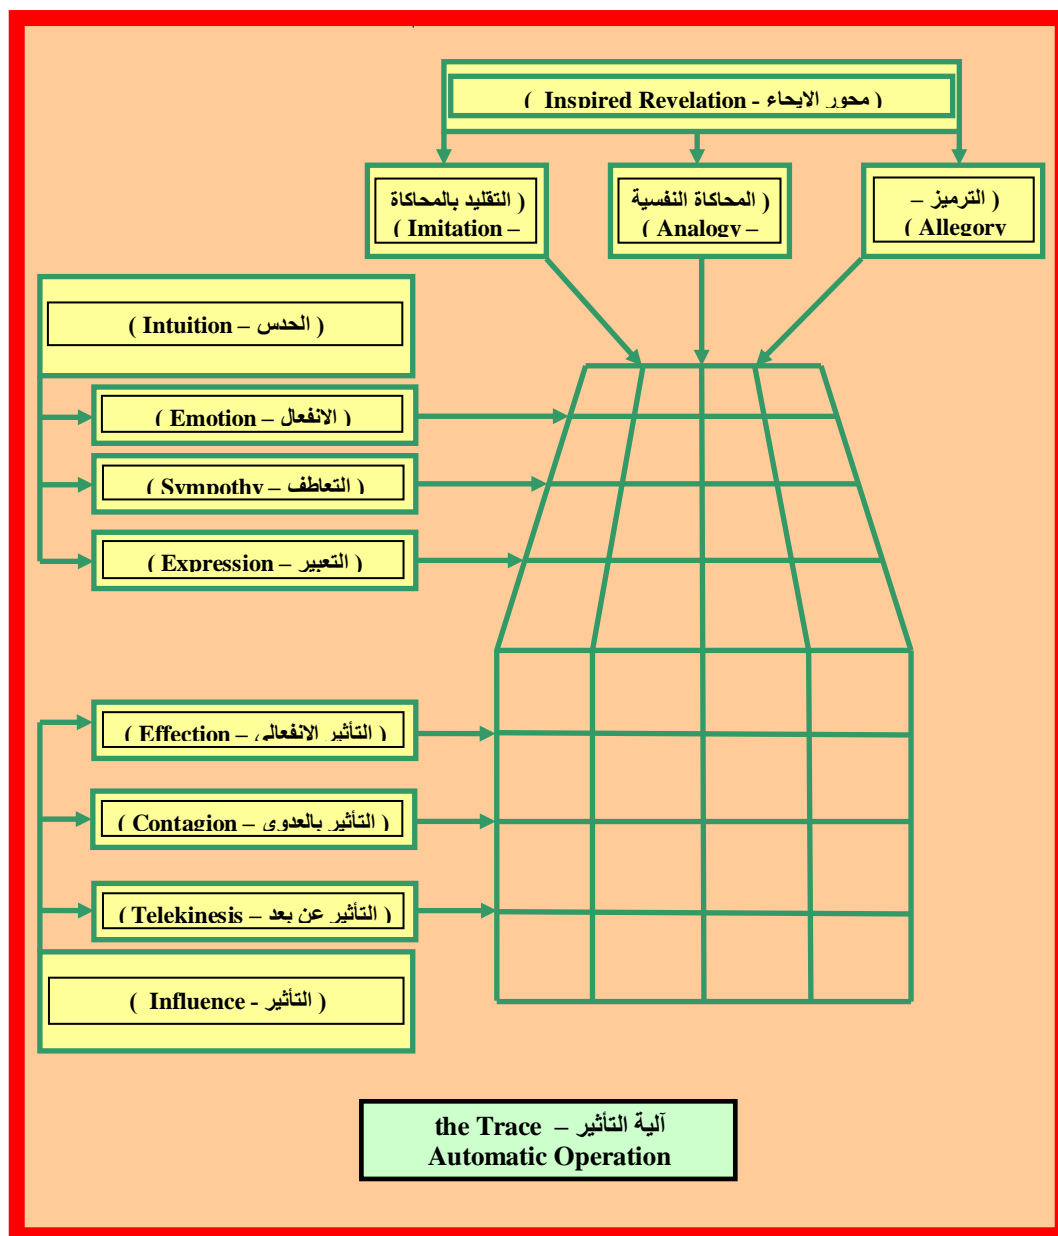 ( محور الايحاء - Inspired Revelation )
( التقليد بالمحاكاة
– Imitation )
( المحاكاة النفسية
– Analogy )
( الترميز –
Allegory )
( الحدس – Intuition )
( الانفعال – Emotion )
( التعاطف – Sympothy )
( التعبير – Expression )
( التأثير الانفعالي – Effection )
( التأثير بالعدوى – Contagion )
( التأثير عن بعد – Telekinesis )
( التأثير - Influence )
آلية التأثير – the Trace
Automatic Operation